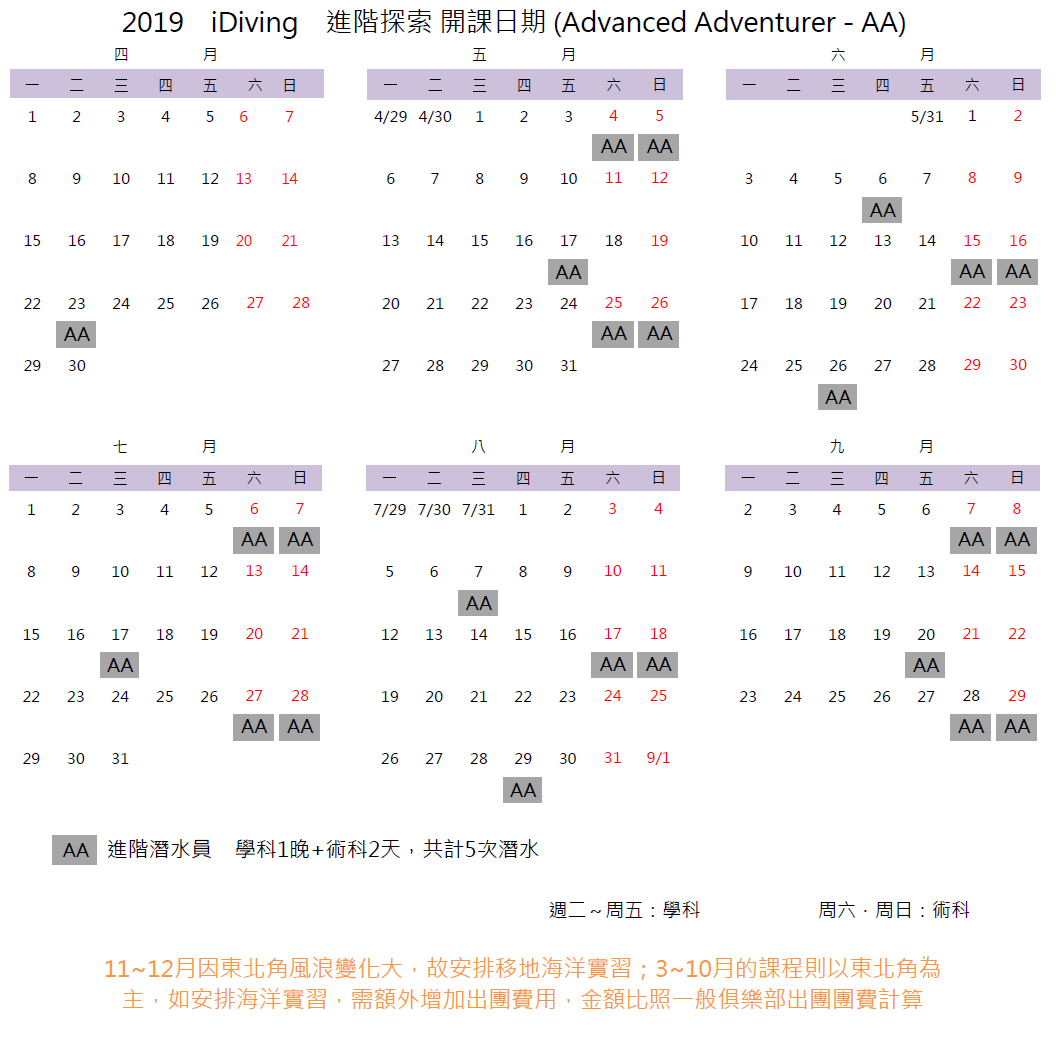 2019 iDiving 進階探索 開課日期 (Advanced Adventurer - AA)
四 月 五 月 六 月
一 二 三 四 五 六 日 一 二 三 四 五 六 日 一 二 三 四 五 六 日
1 2 3 4 5 6 7 4/29 4/30 1 2 3 4 5 5/31 1 2
AA AA
8 9 10 11 12 13 14 6 7 8 9 10 11 12 3 4 5 6 7 8 9
AA
15 16 17 18 19 20 21 13 14 15 16 17 18 19 10 11 12 13 14 15 16
AA AA AA
22 23 24 25 26 27 28 20 21 22 23 24 25 26 17 18 19 20 21 22 23
AA AA AA
29 30 27 28 29 30 31 24 25 26 27 28 29 30
AA
七 月 八 月 九 月
一 二 三 四 五 六 日 一 二 三 四 五 六 日 一 二 三 四 五 六 日
1 2 3 4 5 6 7 7/29 7/30 7/31 1 2 3 4 2 3 4 5 6 7 8
AA AA AA AA
8 9 10 11 12 13 14 5 6 7 8 9 10 11 9 10 11 12 13 14 15
AA
15 16 17 18 19 20 21 12 13 14 15 16 17 18 16 17 18 19 20 21 22
AA AA AA AA
22 23 24 25 26 27 28 19 20 21 22 23 24 25 23 24 25 26 27 28 29
AA AA AA AA
29 30 31 26 27 28 29 30 31 9/1
AA
AA 進階潛水員 學科1晚+術科2天，共計5次潛水
週二～周五：學科 周六．周日：術科
11~12月因東北角風浪變化大，故安排移地海洋實習；3~10月的課程則以東北角為
主，如安排海洋實習，需額外增加出團費用，金額比照一般俱樂部出團團費計算